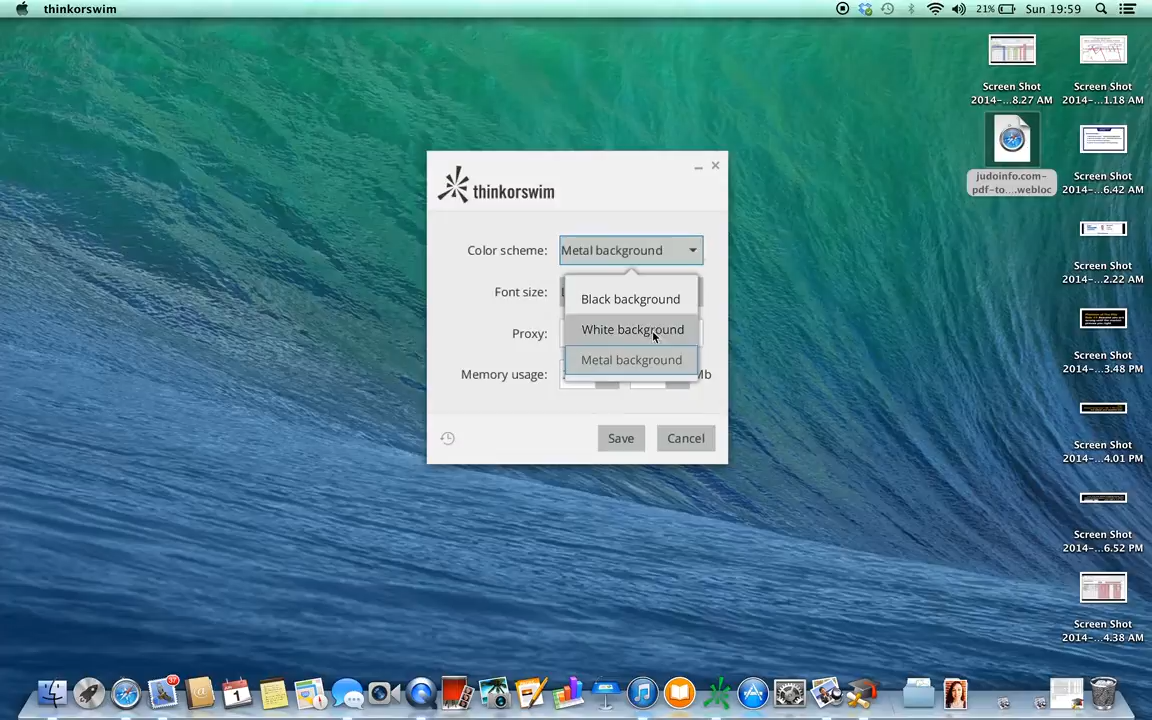 thinkorswim
21% Sun 19:59
Screen Shot
2014-...8.27 AM
Screen Shot
2014-...1.18 AM
judoinfo.com-
pdf-to....webloc
Screen Shot
2014-...6.42 AM
Screen Shot
2014-...2.22 AM
Screen Shot
2014-...3.48 PM
Screen Shot
2014-...4.01 PM
Screen Shot
2014-...6.52 PM
Screen Shot
2014-...4.38 AM
thinkorswim
Color scheme: Metal background
Font size:
Black background
Proxy:
White background
Metal background
Memory usage: Mb
Save Cancel
37
1